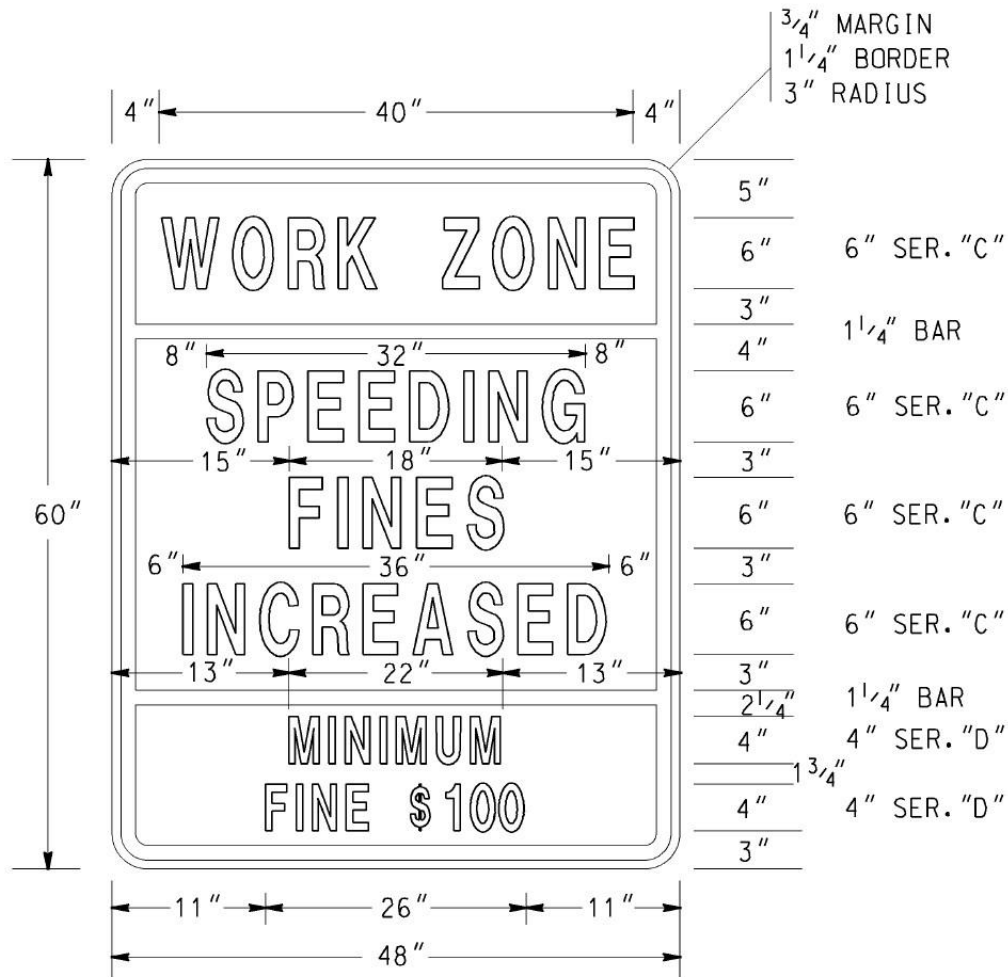 3/4" MARGIN
1 1/4" BORDER
3" RADIUS
4" 40" 4"
5"
WORK ZONE 6" 6" SER."C"
3"
1 1/4" BAR
8" 32" 8" 4"
SPEEDING 6" 6" SER."C"
15" 18" 15" 3"
60" FINES 6" 6" SER."C"
6" 36" 6" 3"
INCREASED 6" 6" SER."C"
13" 22" 13" 3"
2 1/4" 1 1/4" BAR
MINIMUM 4" 4" SER."D"
1 3/4"
FINE $100 4" 4" SER."D"
3"
11" 26" 11"
48"